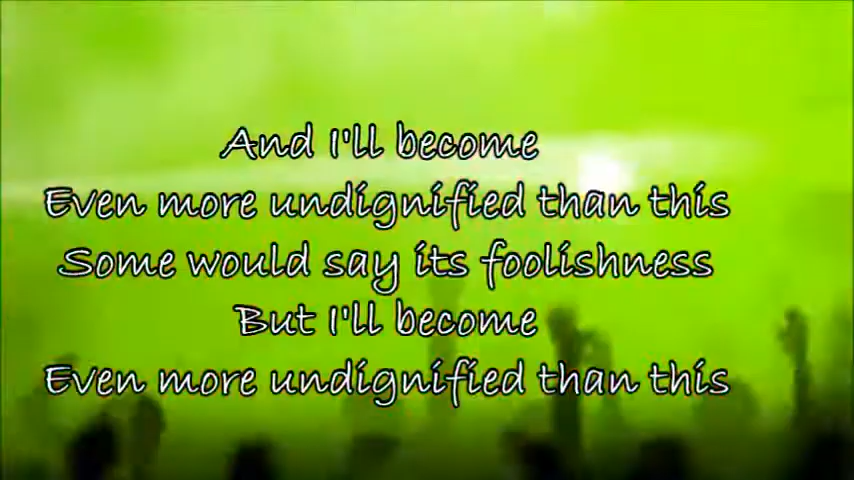 And I'll become
Even more undignified than this
Some would say its foolishness
But I'll become
Even more undignified than this